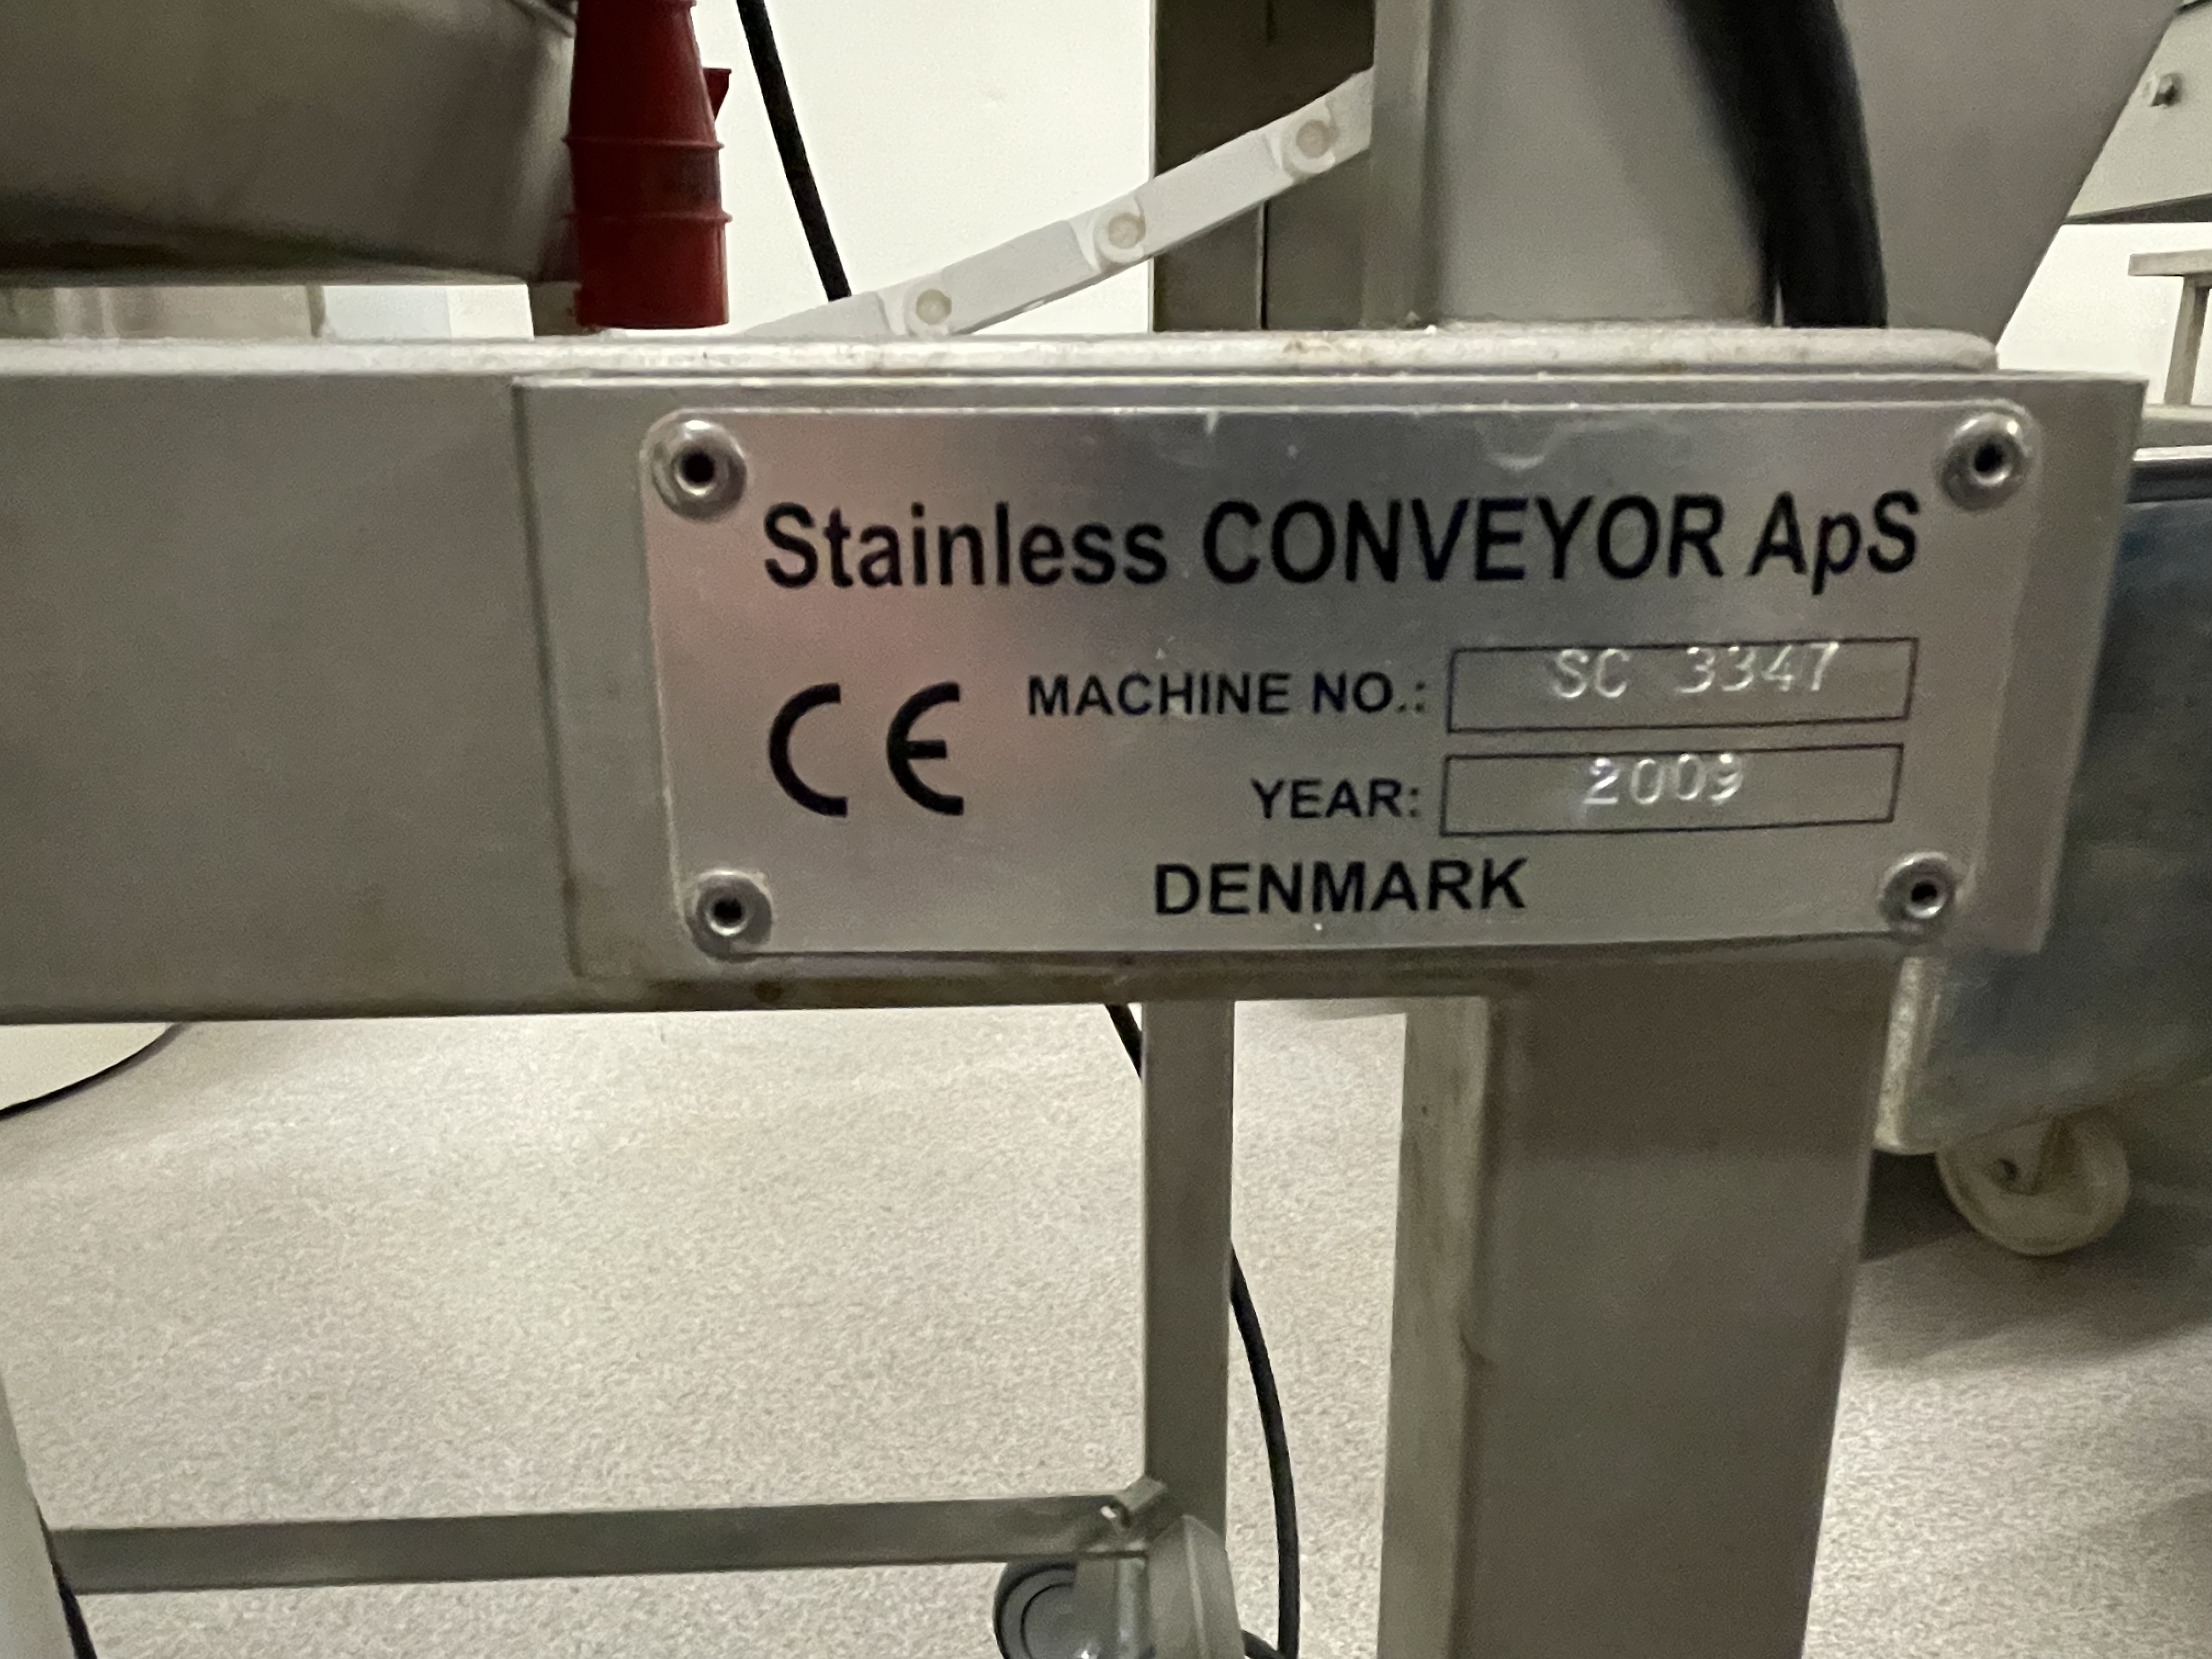 Stainless CONVEYOR ApS
CE MACHINE NO.: SC 3347
YEAR: 2009
DENMARK